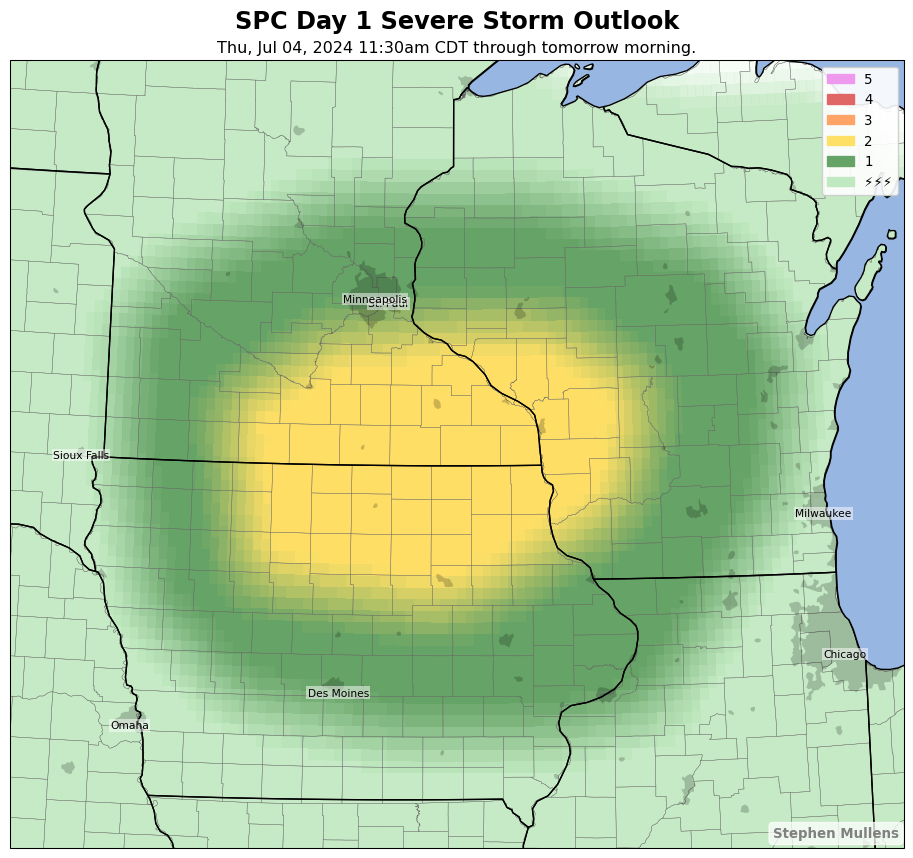 SPC Day 1 Severe Storm Outlook
Thu, Jul 04, 2024 11:30am CDT through tomorrow morning.
5
4
3
2
1
⚡⚡⚡
Minneapolis
St. Paul
Sioux Falls
Milwaukee
Chicago
Des Moines
Omaha
Stephen Mullens